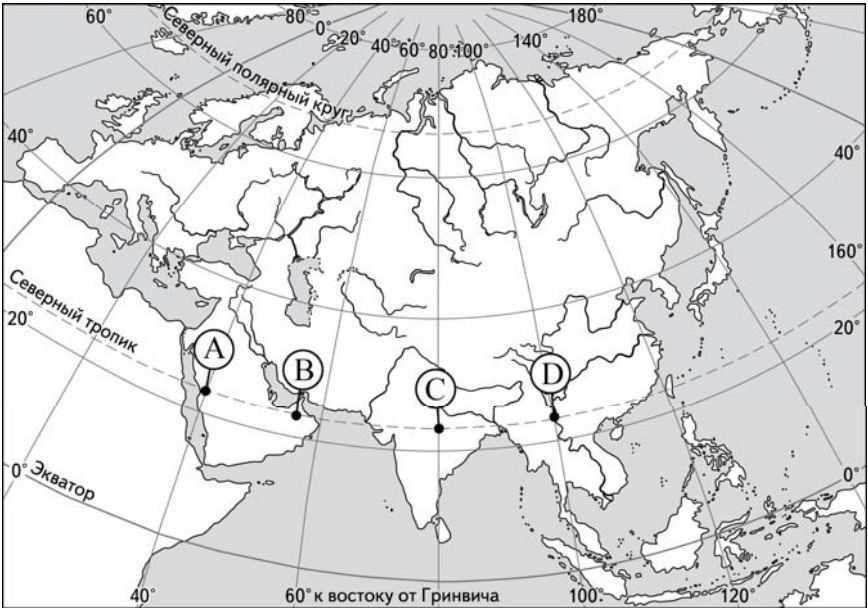 60° 80° 0° 20° 40° 60° 80° 100° 140° 180°
Северный полярный круг
40° 40°
160°
Северный тропик
20° 20°
A
B
C
D
0° Экватор 0°
40° 60° к востоку от Гринвича 100° 120°